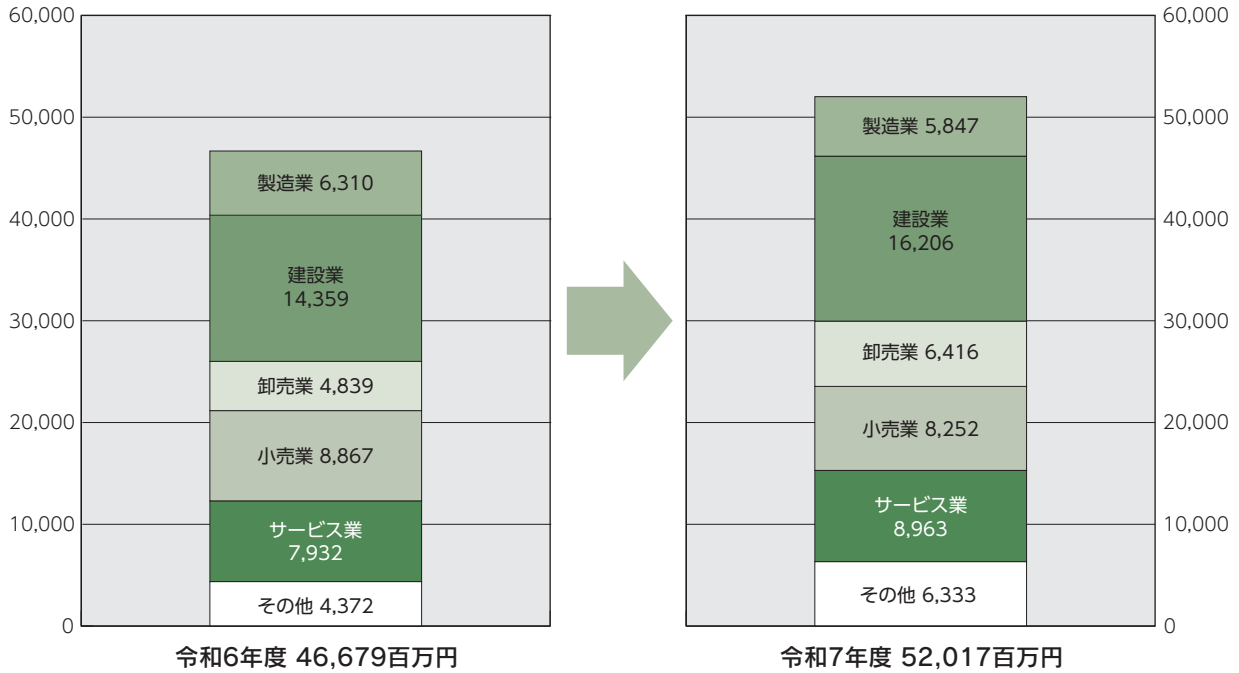 60,000
50,000
40,000
30,000
20,000
10,000
0
製造業 6,310
建設業
14,359
卸売業 4,839
小売業 8,867
サービス業
7,932
その他 4,372
令和6年度 46,679百万円
製造業 5,847
建設業
16,206
卸売業 6,416
小売業 8,252
サービス業
8,963
その他 6,333
60,000
50,000
40,000
30,000
20,000
10,000
0
令和7年度 52,017百万円